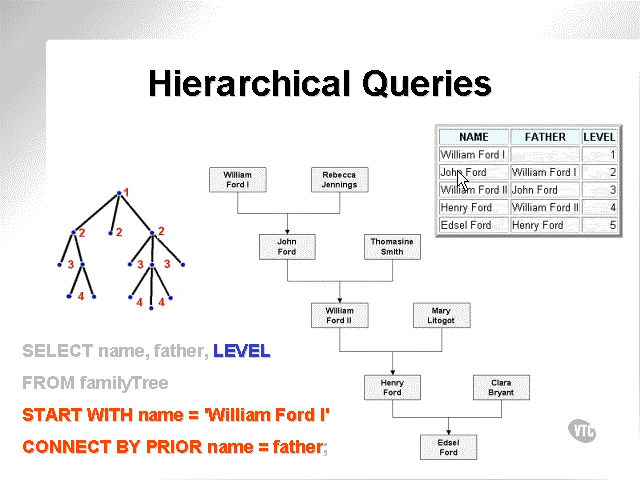 Hierarchical Queries
NAME FATHER LEVEL
William Ford I 1
John Ford William Ford I 2
William Ford II John Ford 3
Henry Ford William Ford II 4
Edsel Ford Henry Ford 5
William
Ford I
Rebecca
Jennings
John
Ford
Thomasine
Smith
William
Ford II
Mary
Litogot
Henry
Ford
Clara
Bryant
Edsel
Ford
1
2 2 2
3 3 3
4 4 4
SELECT name, father, LEVEL
FROM familyTree
START WITH name = 'William Ford I'
CONNECT BY PRIOR name = father;
VTC